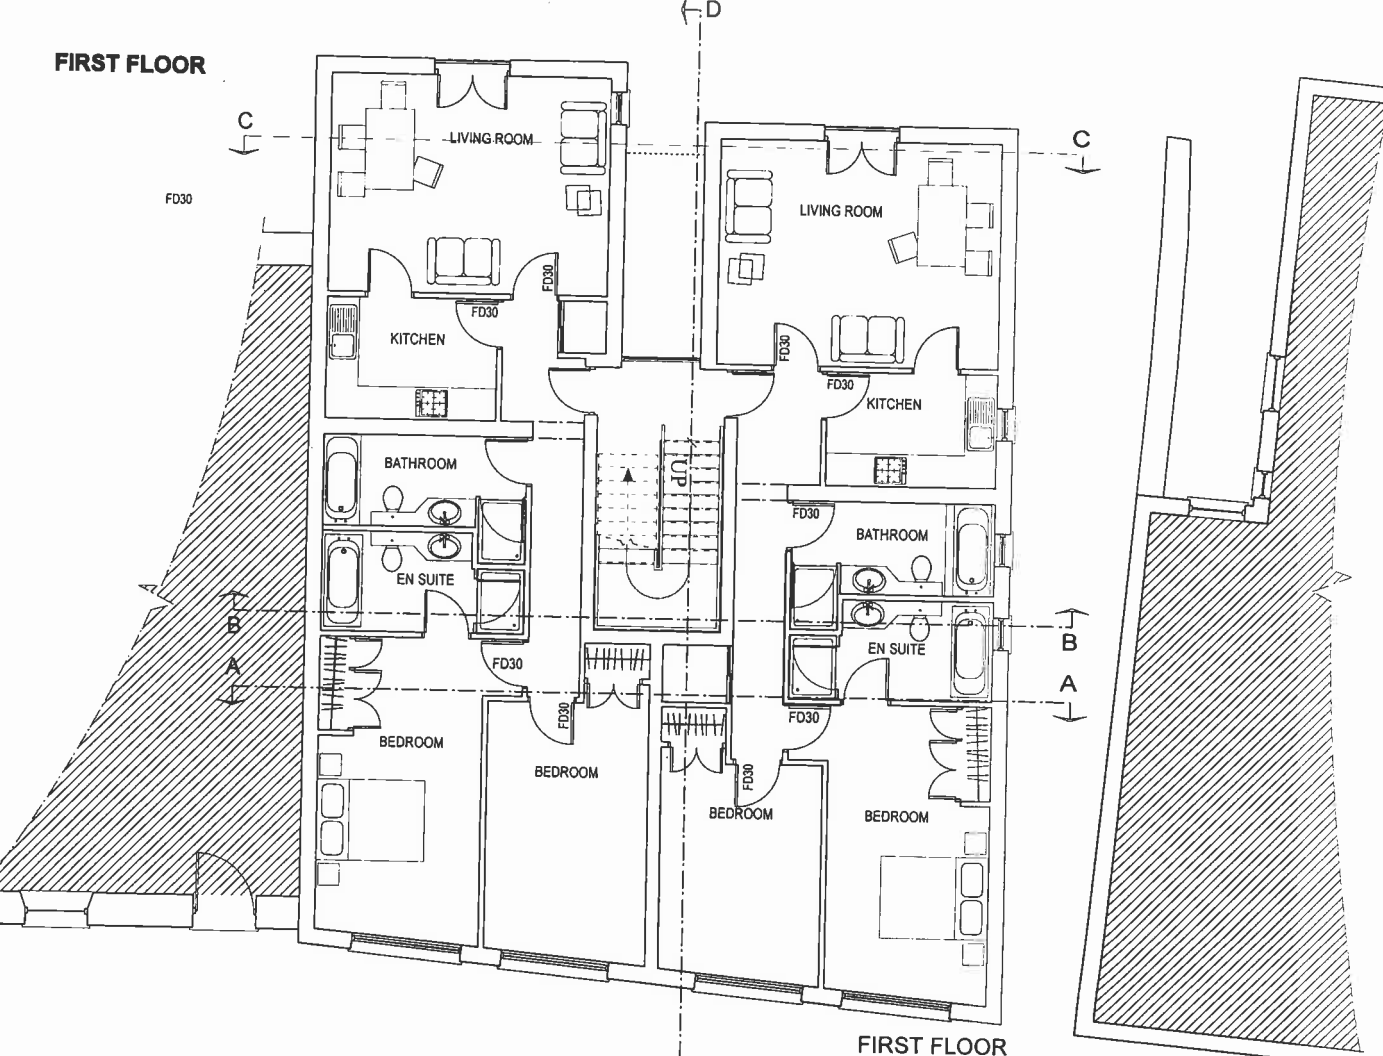 D
FIRST FLOOR
C
LIVING ROOM
C
FD30
LIVING ROOM
FD30
FD30
KITCHEN
FD30
FD30
KITCHEN
BATHROOM
UP
FD30
BATHROOM
EN SUITE
B
B
EN SUITE
A
FD30
A
FD30
FD30
BEDROOM
BEDROOM
FD30
BEDROOM
BEDROOM
FIRST FLOOR